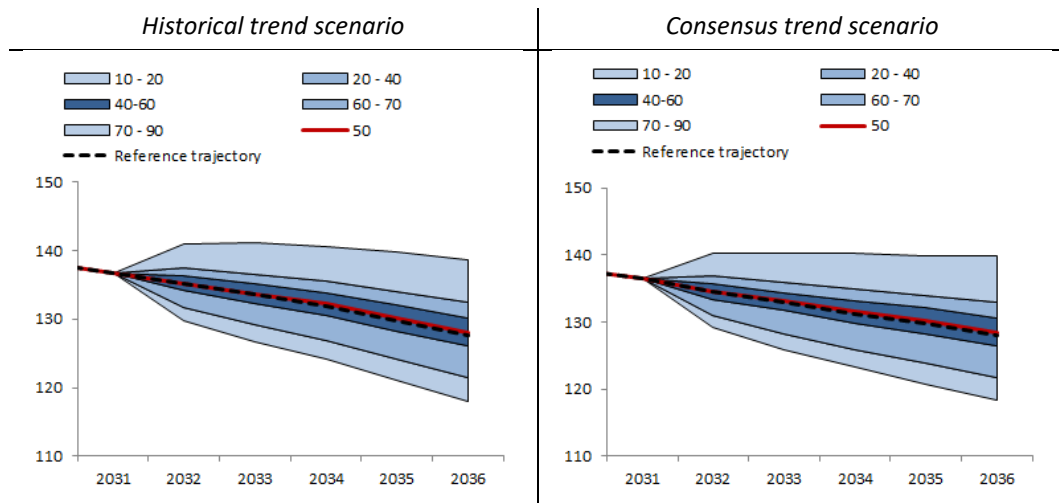 Historical trend scenario
10 - 20 20 - 40
40-60 60 - 70
70 - 90 50
Reference trajectory
150
140
130
120
110
2031 2032 2033 2034 2035 2036
Consensus trend scenario
10 - 20 20 - 40
40-60 60 - 70
70 - 90 50
Reference trajectory
150
140
130
120
110
2031 2032 2033 2034 2035 2036